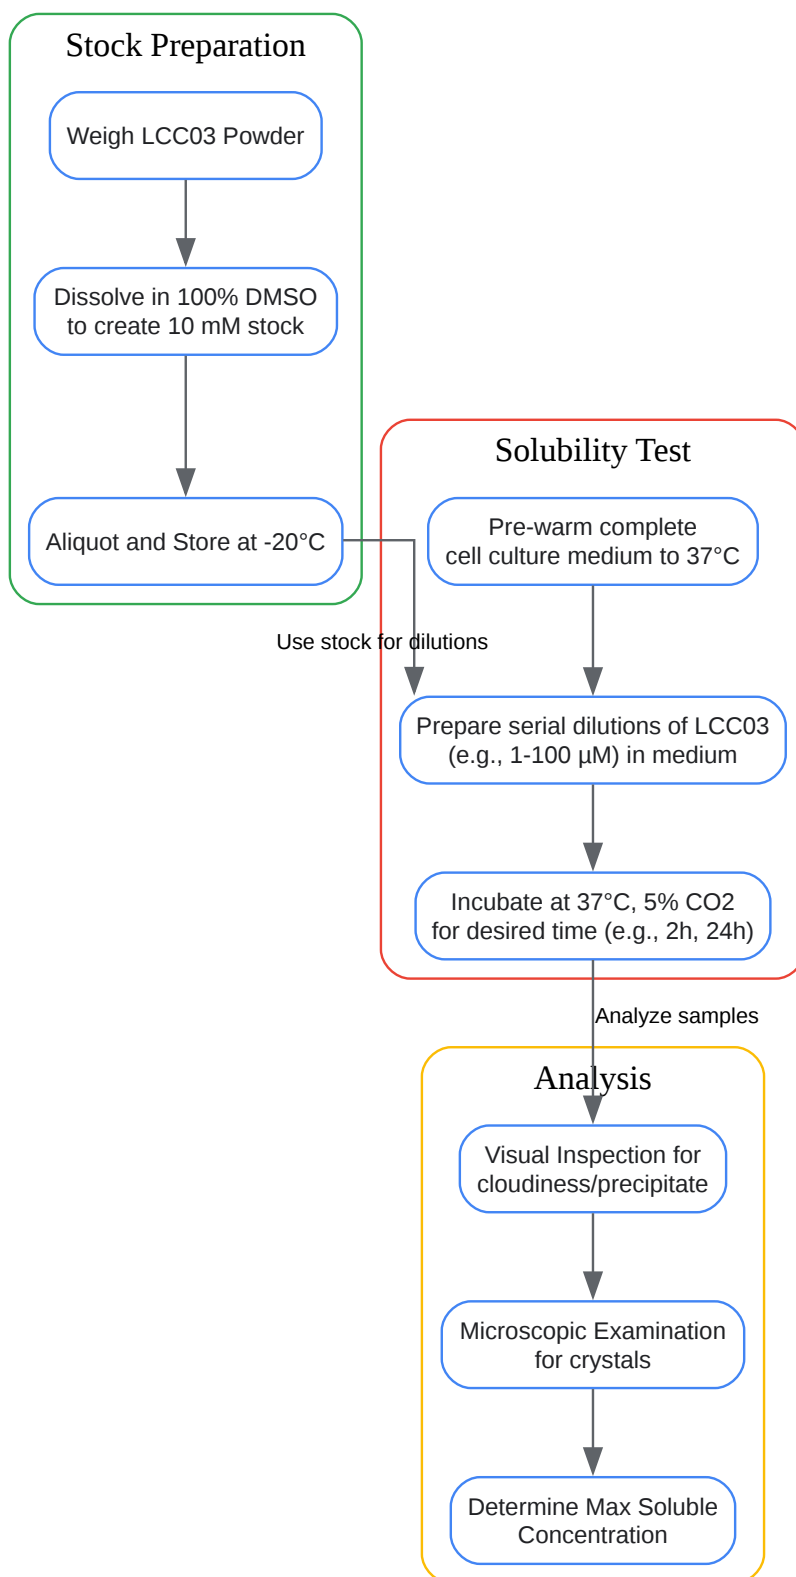 Stock Preparation
Weigh LCC03 Powder
Dissolve in 100% DMSO
to create 10 mM stock
Aliquot and Store at -20°C
Use stock for dilutions
Solubility Test
Pre-warm complete
cell culture medium to 37°C
Prepare serial dilutions of LCC03
(e.g., 1-100 µM) in medium
Incubate at 37°C, 5% CO2
for desired time (e.g., 2h, 24h)
Analyze samples
Analysis
Visual Inspection for
cloudiness/precipitate
Microscopic Examination
for crystals
Determine Max Soluble
Concentration